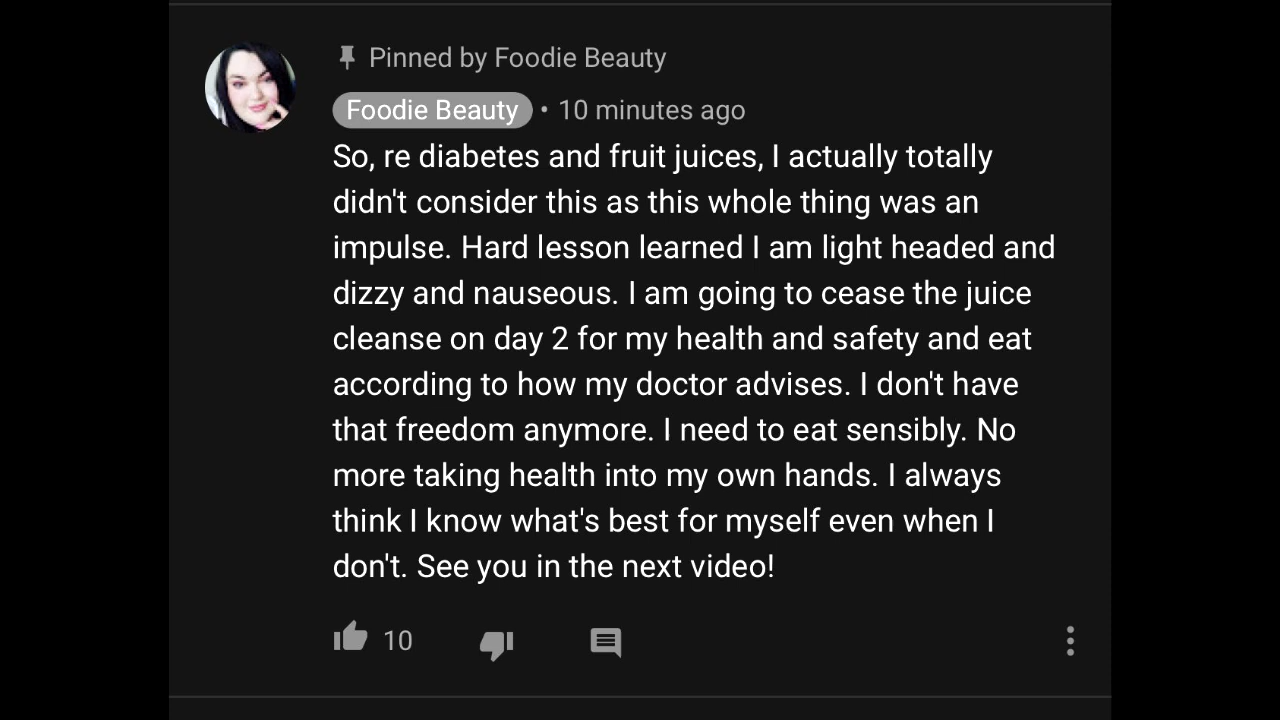 Pinned by Foodie Beauty
Foodie Beauty • 10 minutes ago
So, re diabetes and fruit juices, I actually totally
didn't consider this as this whole thing was an
impulse. Hard lesson learned I am light headed and
dizzy and nauseous. I am going to cease the juice
cleanse on day 2 for my health and safety and eat
according to how my doctor advises. I don't have
that freedom anymore. I need to eat sensibly. No
more taking health into my own hands. I always
think I know what's best for myself even when I
don't. See you in the next video!
10